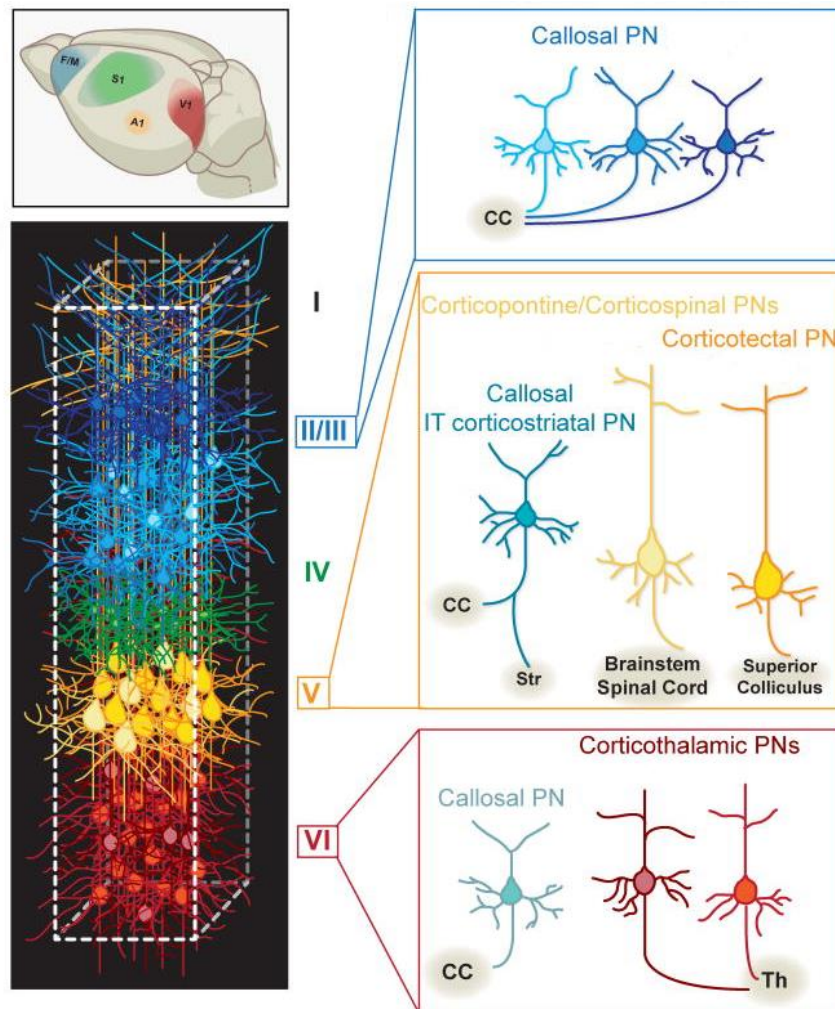 F/M
S1
V1
A1
Callosal PN
CC
I
II/III
IV
V
VI
Corticopontine/Corticospinal PNs
Corticotectal PN
Callosal
IT corticostriatal PN
CC
Str
Brainstem
Spinal Cord
Superior
Colliculus
Corticothalamic PNs
Callosal PN
CC
Th